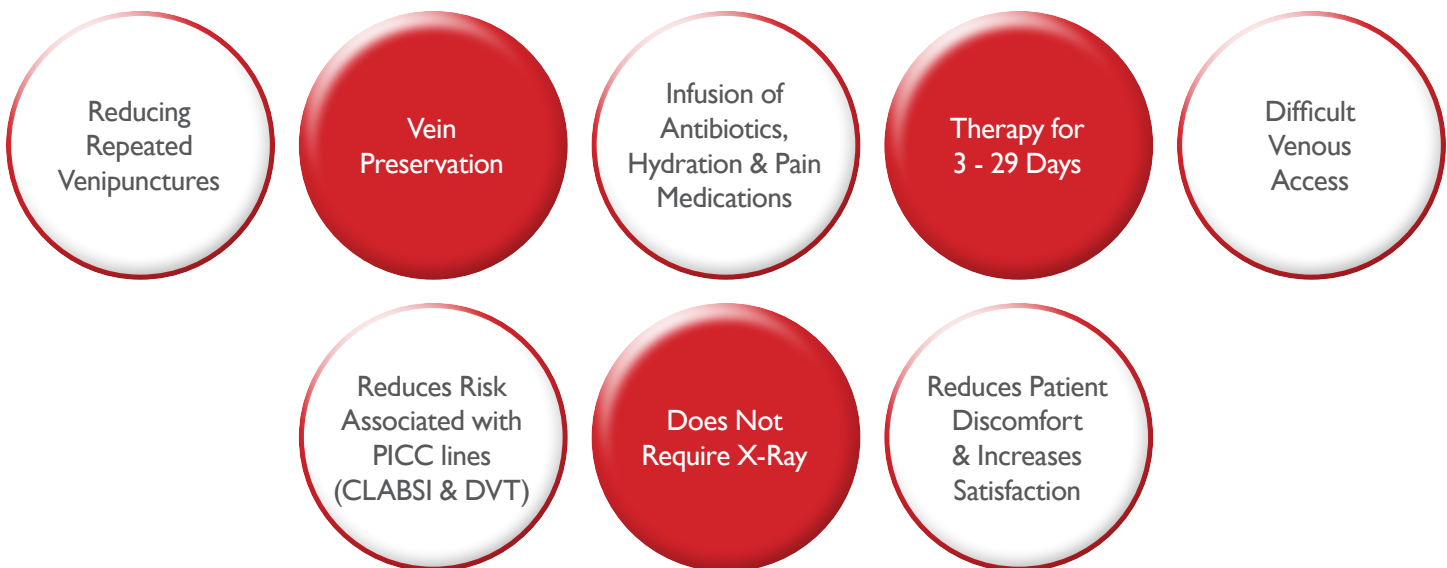 Reducing
Repeated
Venipunctures
Vein
Preservation
Infusion of
Antibiotics,
Hydration & Pain
Medications
Therapy for
3 - 29 Days
Difficult
Venous
Access
Reduces Risk
Associated with
PICC lines
(CLABSI & DVT)
Does Not
Require X-Ray
Reduces Patient
Discomfort
& Increases
Satisfaction